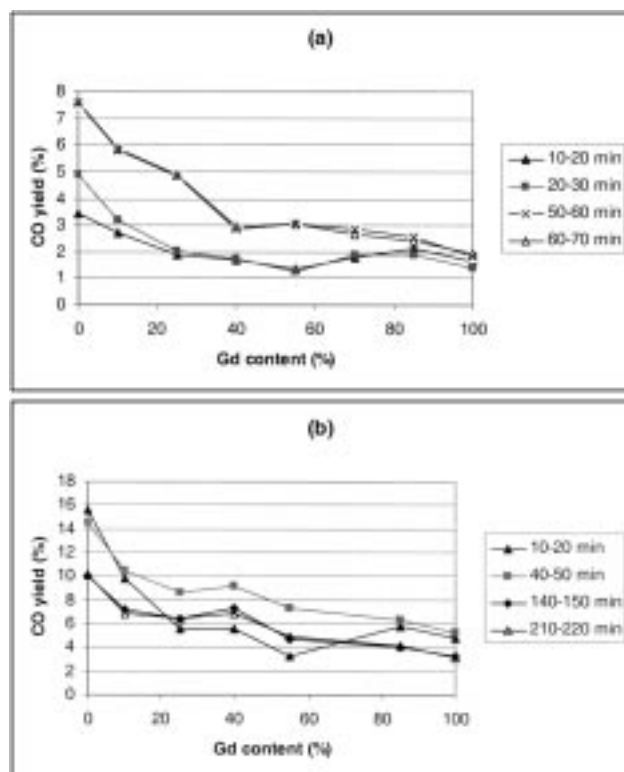 (a)
CO yield (%)
8
7
6
5
4
3
2
1
0
0 20 40 60 80 100
Gd content (%)
10-20 min
20-30 min
50-60 min
60-70 min
(b)
CO yield (%)
18
16
14
12
10
8
6
4
2
0
0 20 40 60 80 100
Gd content (%)
10-20 min
40-50 min
140-150 min
210-220 min